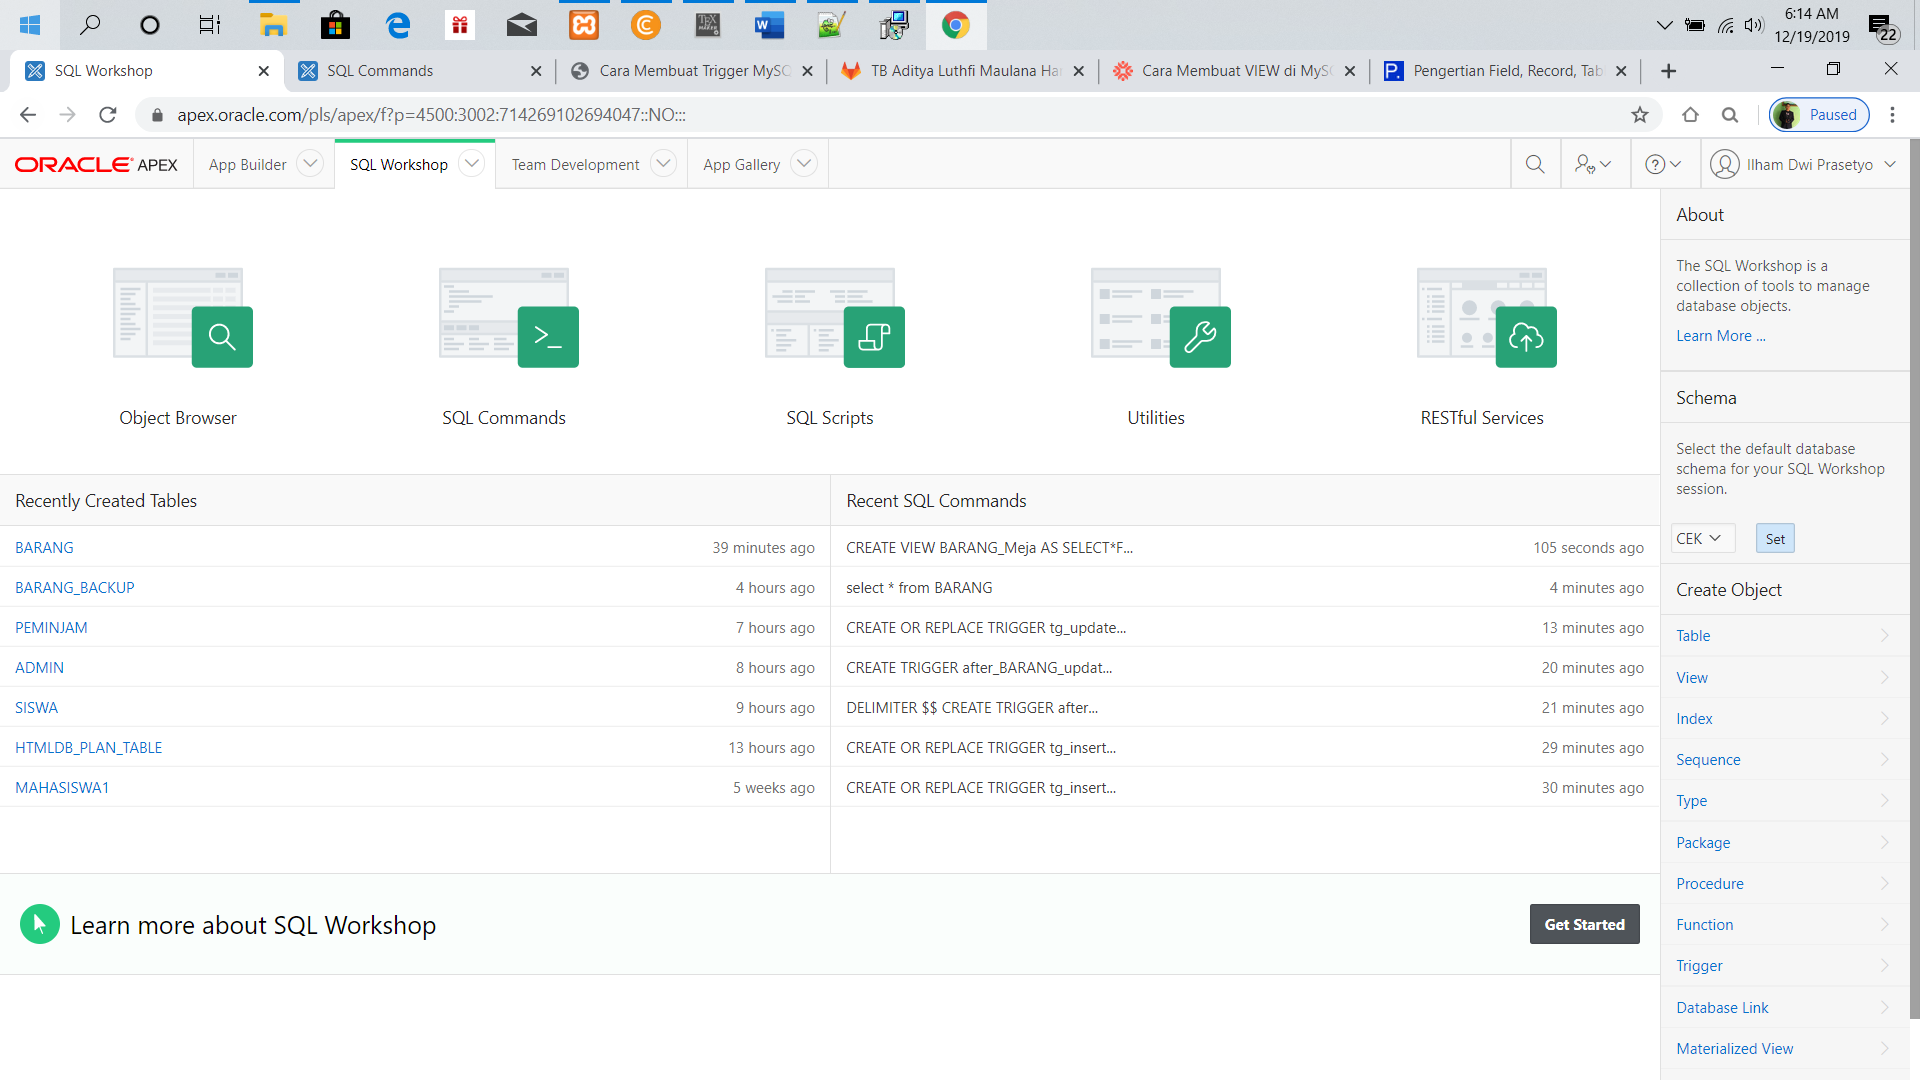 6:14 AM
12/19/2019
22
SQL Workshop
SQL Commands
Cara Membuat Trigger MySQ
TB Aditya Luthfi Maulana Har
Cara Membuat VIEW di MySQ
Pengertian Field, Record, Tab
apex.oracle.com/pls/apex/f?p=4500:3002:714269102694047::NO:::
Paused
ORACLE APEX
App Builder
SQL Workshop
Team Development
App Gallery
Ilham Dwi Prasetyo
Object Browser
SQL Commands
SQL Scripts
Utilities
RESTful Services
Recently Created Tables
BARANG 39 minutes ago
BARANG_BACKUP 4 hours ago
PEMINJAM 7 hours ago
ADMIN 8 hours ago
SISWA 9 hours ago
HTMLDB_PLAN_TABLE 13 hours ago
MAHASISWA1 5 weeks ago
Recent SQL Commands
CREATE VIEW BARANG_Meja AS SELECT*F... 105 seconds ago
select * from BARANG 4 minutes ago
CREATE OR REPLACE TRIGGER tg_update... 13 minutes ago
CREATE TRIGGER after_BARANG_updat... 20 minutes ago
DELIMITER $$ CREATE TRIGGER after... 21 minutes ago
CREATE OR REPLACE TRIGGER tg_insert... 29 minutes ago
CREATE OR REPLACE TRIGGER tg_insert... 30 minutes ago
Learn more about SQL Workshop
Get Started
About
The SQL Workshop is a
collection of tools to manage
database objects.
Learn More ...
Schema
Select the default database
schema for your SQL Workshop
session.
CEK
Set
Create Object
Table
View
Index
Sequence
Type
Package
Procedure
Function
Trigger
Database Link
Materialized View